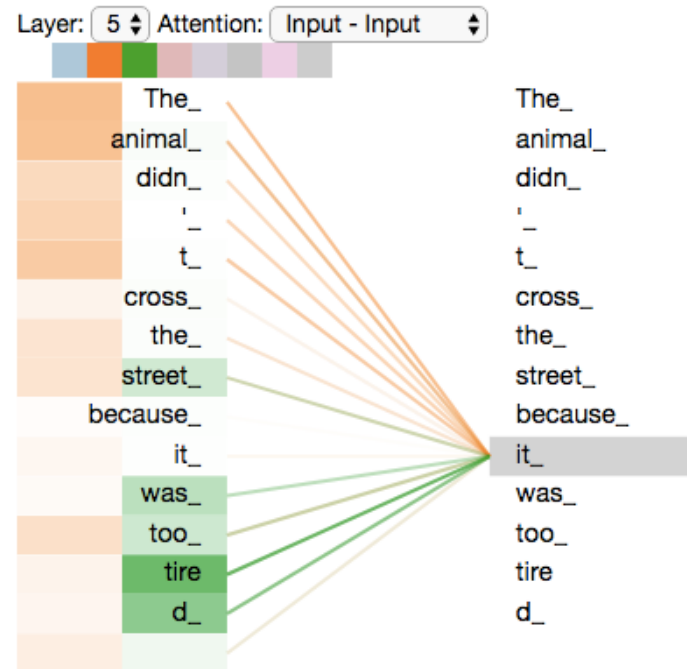 Layer: 5 Attention: Input - Input
The_ The_
animal_ animal_
didn_ didn_
'_ '_
t_ t_
cross_ cross_
the_ the_
street_ street_
because_ because_
it_ it_
was_ was_
too_ too_
tire tire
d_ d_